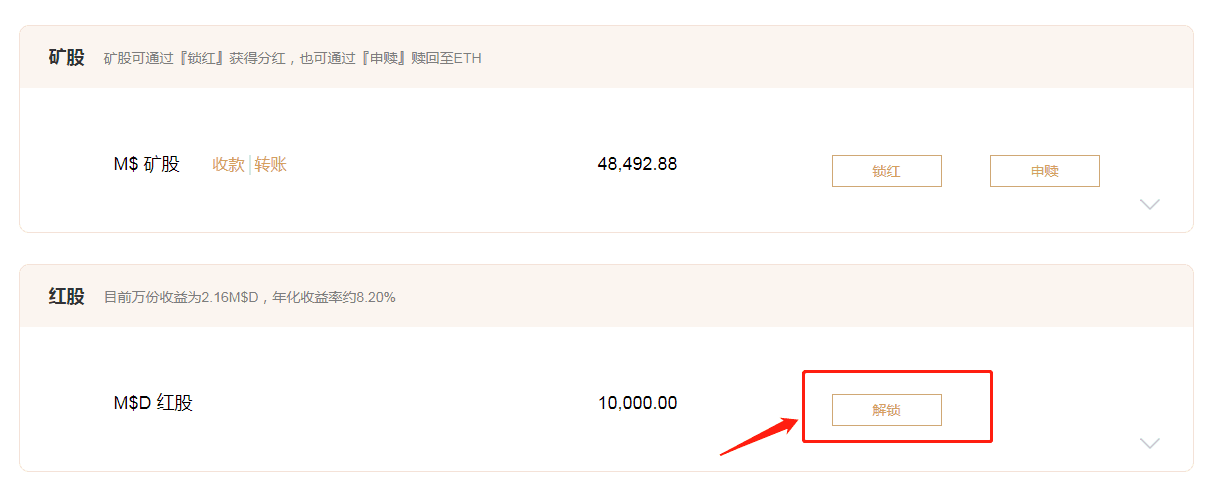 矿股 矿股可通过『锁红』获得分红，也可通过『申赎』赎回至ETH
M$ 矿股 收款 | 转账 48,492.88 锁红 申赎
红股 目前万份收益为2.16M$D，年化收益率约8.20%
M$D 红股 10,000.00 解锁